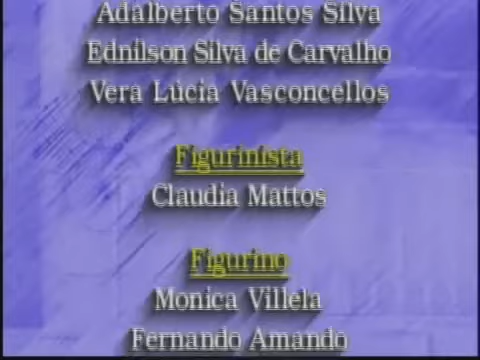 Adalberto Santos Silva
Ednilson Silva de Carvalho
Vera Lúcia Vasconcellos
Figurinista
Claudia Mattos
Figurino
Monica Villela
Fernando Amando